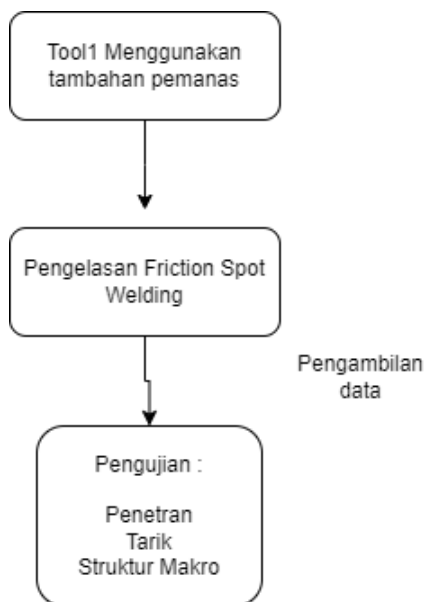 Tool1 Menggunakan
tambahan pemanas
Pengelasan Friction Spot
Welding
Pengambilan
data
Pengujian :
Penetran
Tarik
Struktur Makro